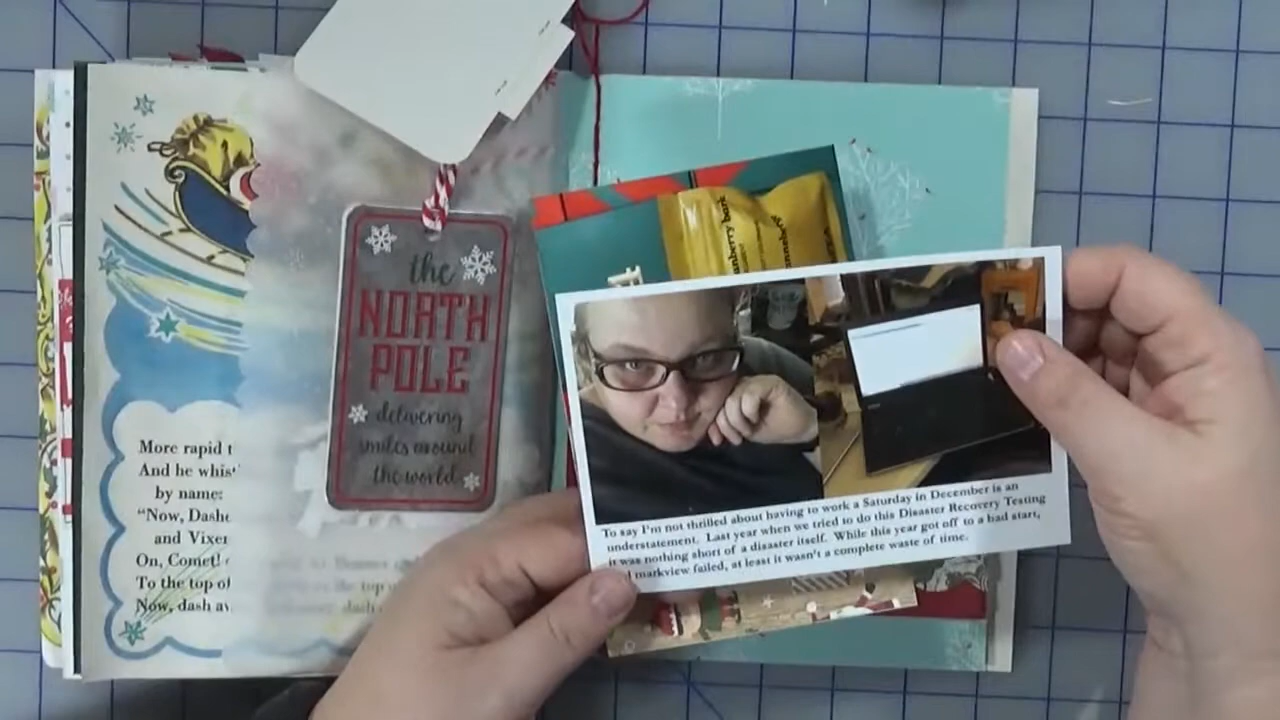 More rapid t
And he whis
by name:
"Now, Dashe
and Vixen
On, Comet!
To the top of
Now, dash aw
the
NORTH
POLE
delivering
smiles around
the world
To say I'm not thrilled about having to work a Saturday in December is an
understatement. Last year when we tried to do this Disaster Recovery Testing
it was nothing short of a disaster itself. While this year got off to a bad start,
markview failed, at least it wasn't a complete waste of time.